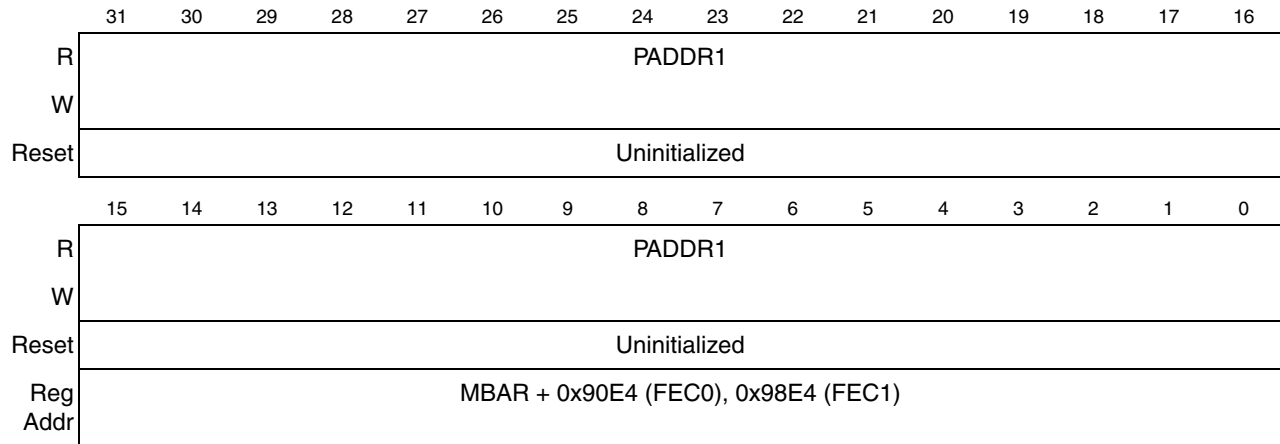 31 30 29 28 27 26 25 24 23 22 21 20 19 18 17 16
R PADDR1
W
Reset Uninitialized
15 14 13 12 11 10 9 8 7 6 5 4 3 2 1 0
R PADDR1
W
Reset Uninitialized
Reg MBAR + 0x90E4 (FEC0), 0x98E4 (FEC1)
Addr